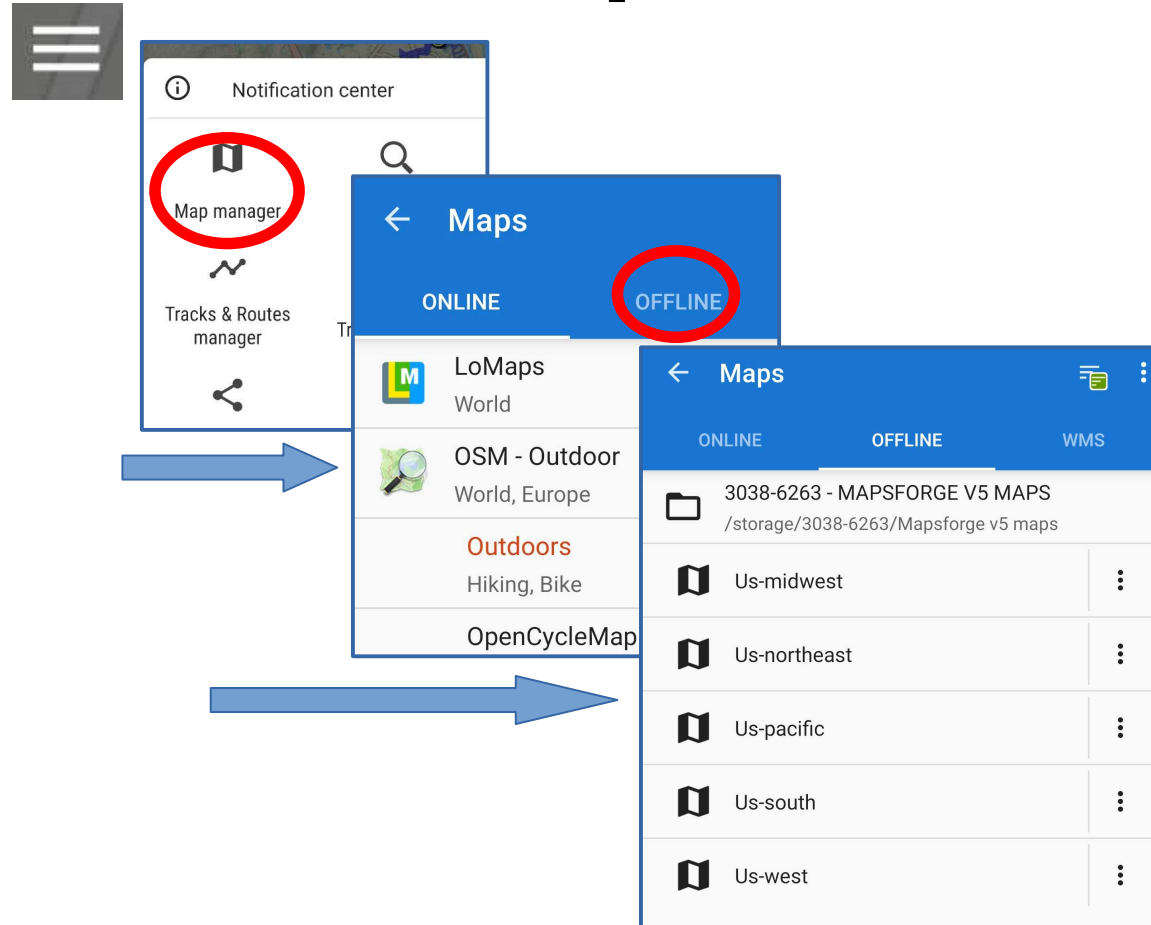 Notification center
Map manager
Tracks & Routes
manager
Tr
Maps
ONLINE OFFLINE
LM
LoMaps
World
OSM - Outdoor
World, Europe
Outdoors
Hiking, Bike
OpenCycleMap
Maps
ONLINE OFFLINE WMS
3038-6263 - MAPSFORGE V5 MAPS
/storage/3038-6263/Mapsforge v5 maps
Us-midwest
Us-northeast
Us-pacific
Us-south
Us-west